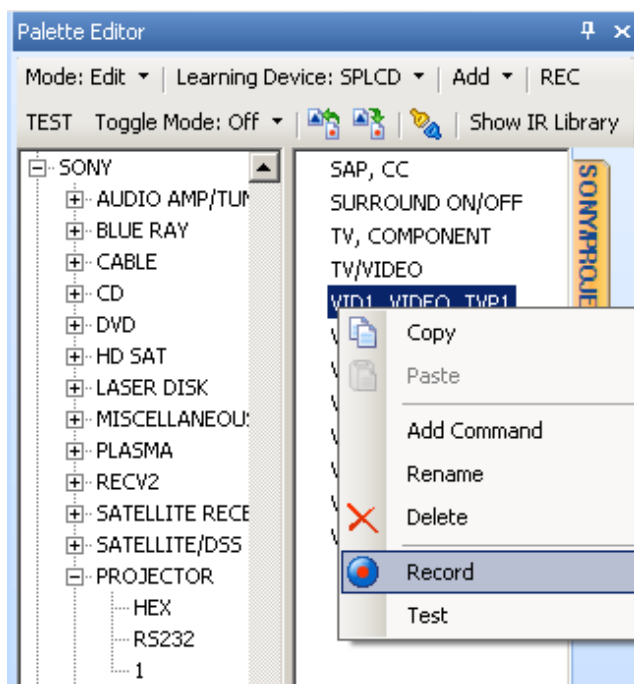 Palette Editor
Mode: Edit
Learning Device: SPLCD
Add
REC
TEST
Toggle Mode: Off
Show IR Library
SONY
AUDIO AMP/TUN
BLUE RAY
CABLE
CD
DVD
HD SAT
LASER DISK
MISCELLANEOU
PLASMA
RECV2
SATELLITE RECE
SATELLITE/DSS
PROJECTOR
HEX
RS232
1
SAP, CC
SURROUND ON/OFF
TV, COMPONENT
TV/VIDEO
VID1, VIDEO, TVP1
SONY/PROJE
Copy
Paste
Add Command
Rename
Delete
Record
Test